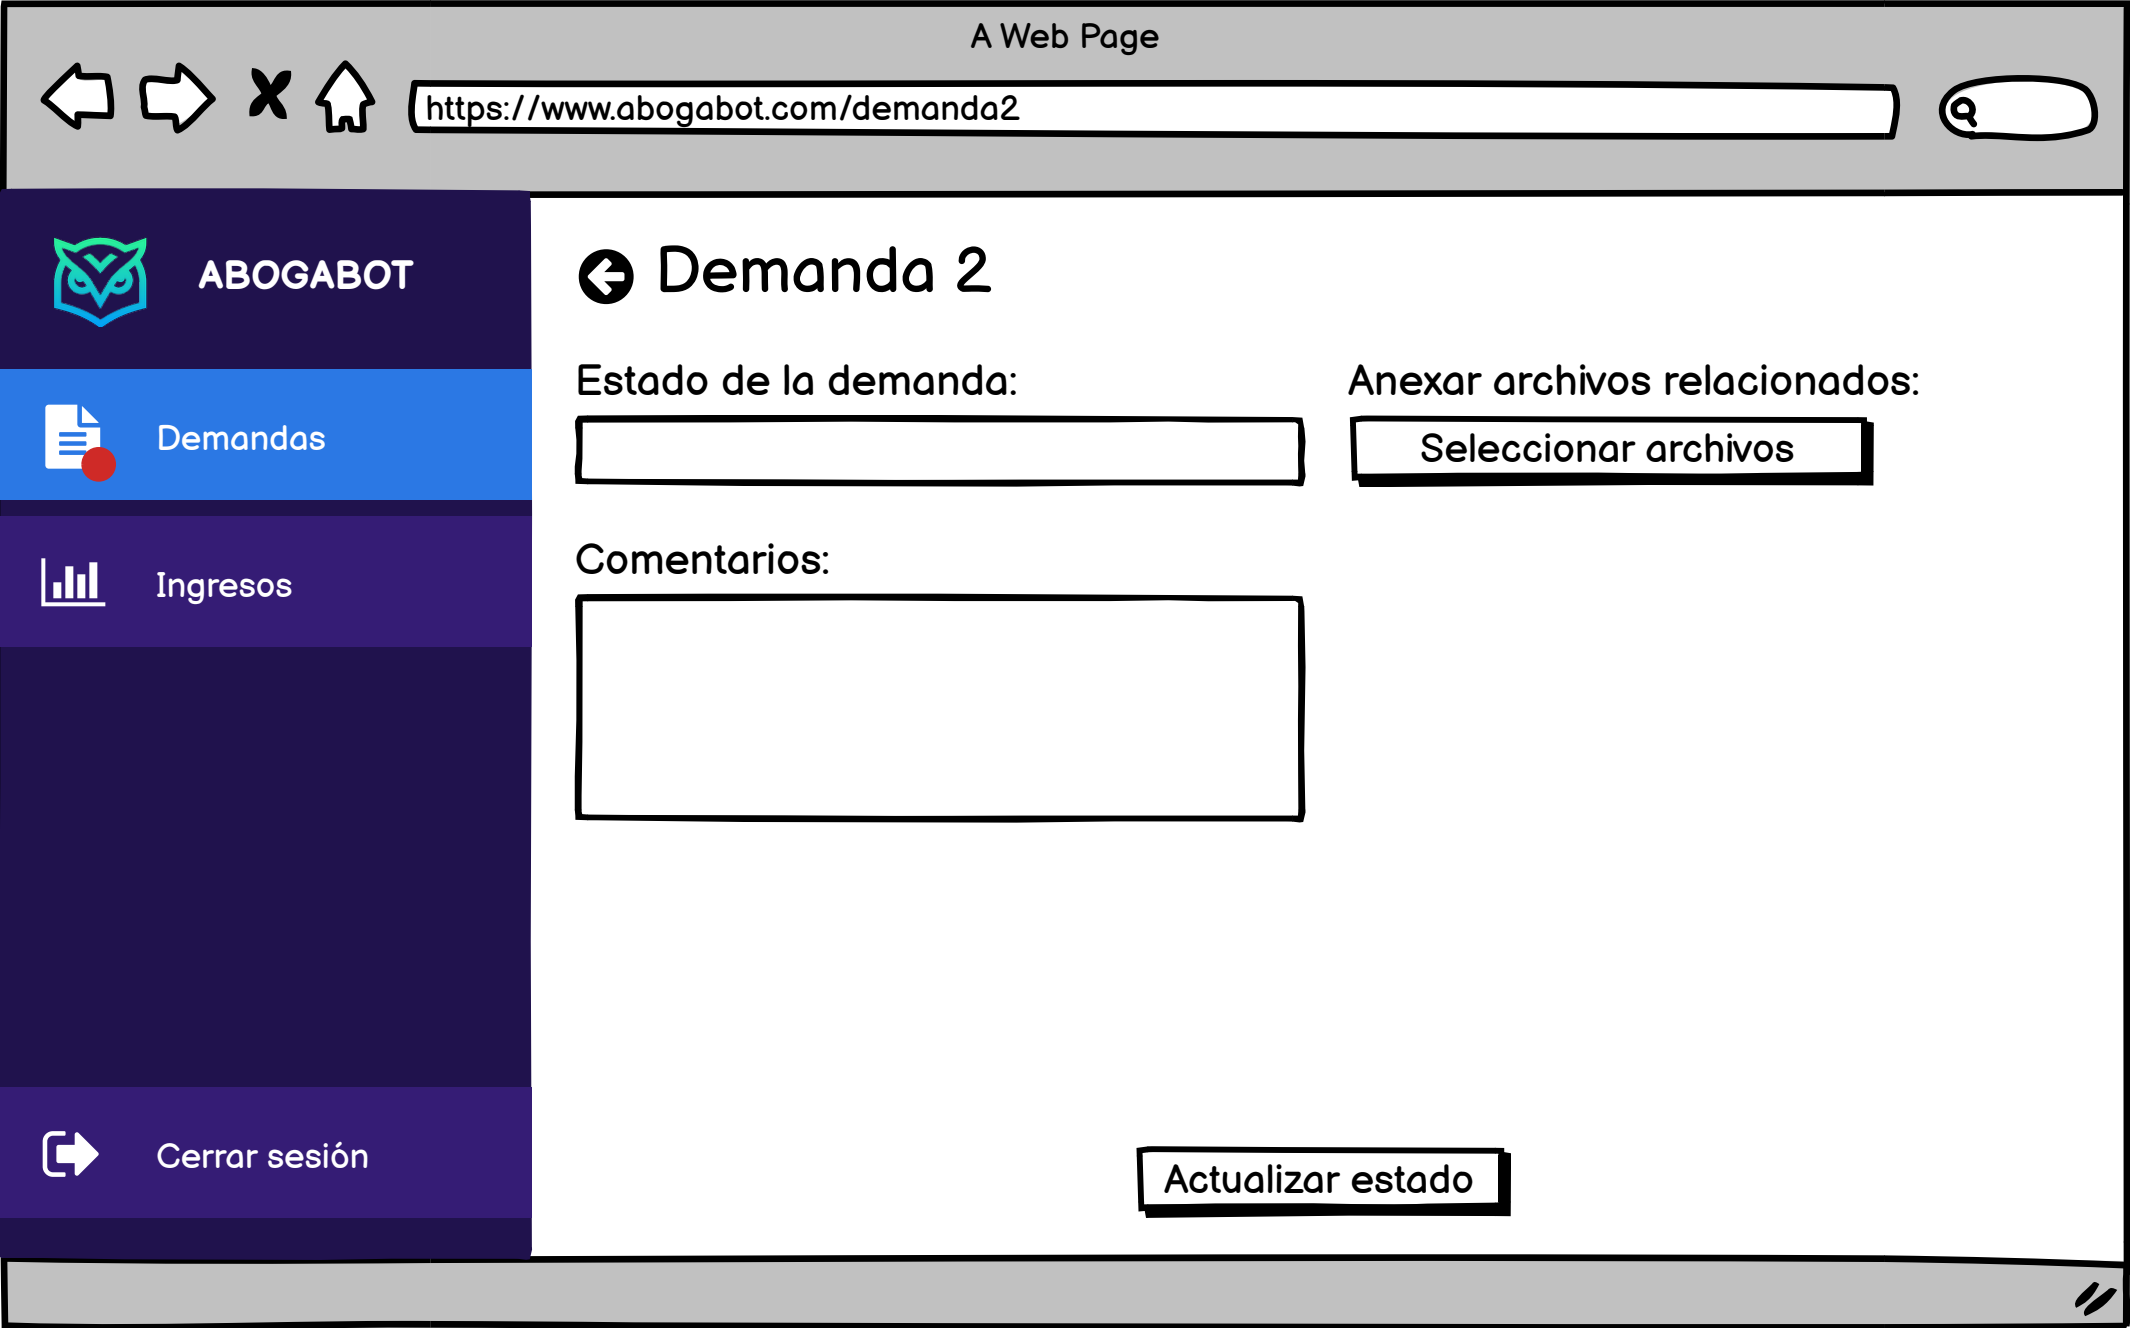 A Web Page
https://www.abogabot.com/demanda2
ABOGABOT
Demandas
Ingresos
Cerrar sesión
Demanda 2
Estado de la demanda:
Anexar archivos relacionados:
Seleccionar archivos
Comentarios:
Actualizar estado